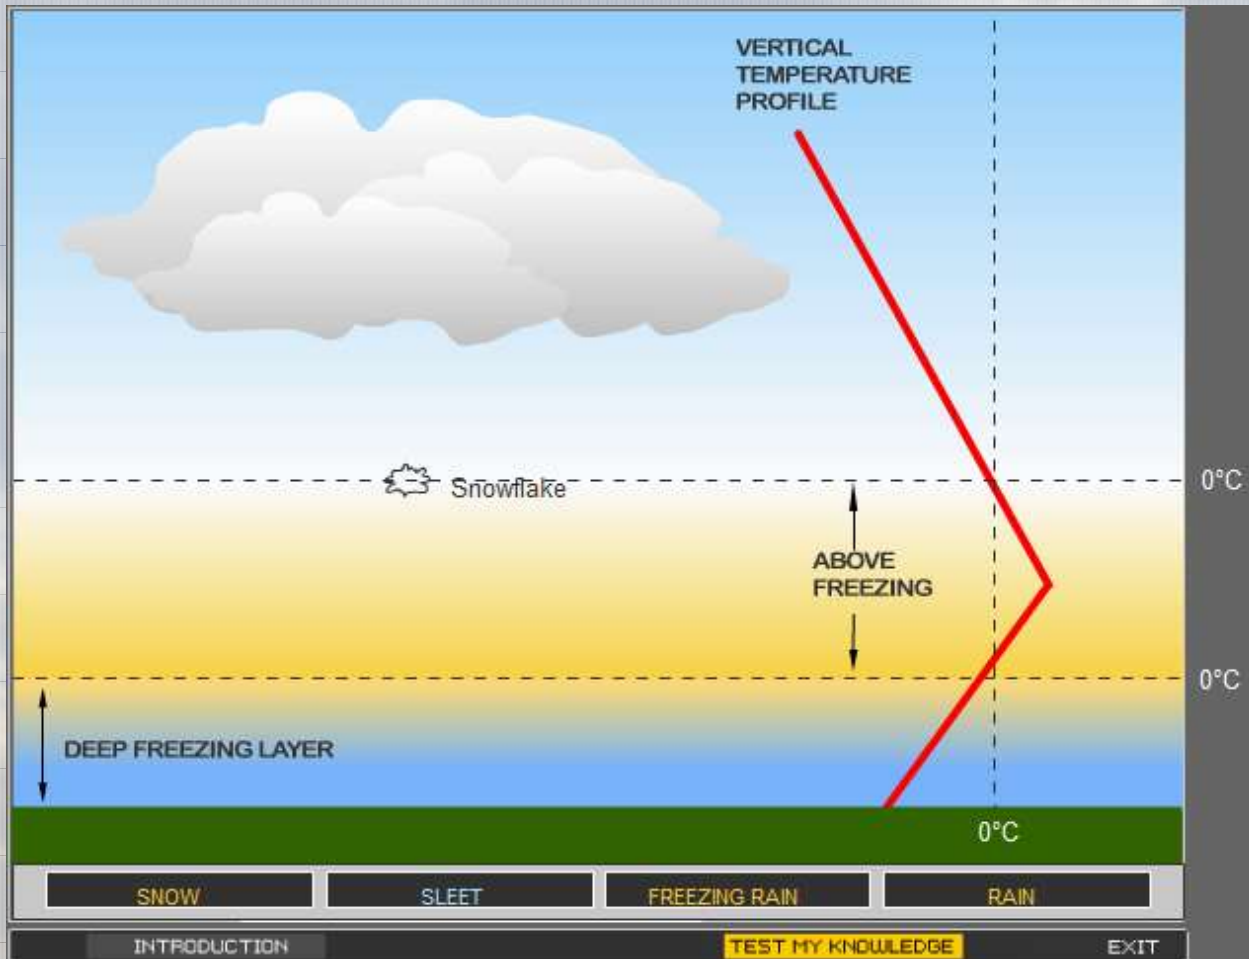 VERTICAL
TEMPERATURE
PROFILE
Snowflake
0°C
ABOVE
FREEZING
0°C
DEEP FREEZING LAYER
0°C
SNOW
SLEET
FREEZING RAIN
RAIN
INTRODUCTION
TEST MY KNOWLEDGE
EXIT